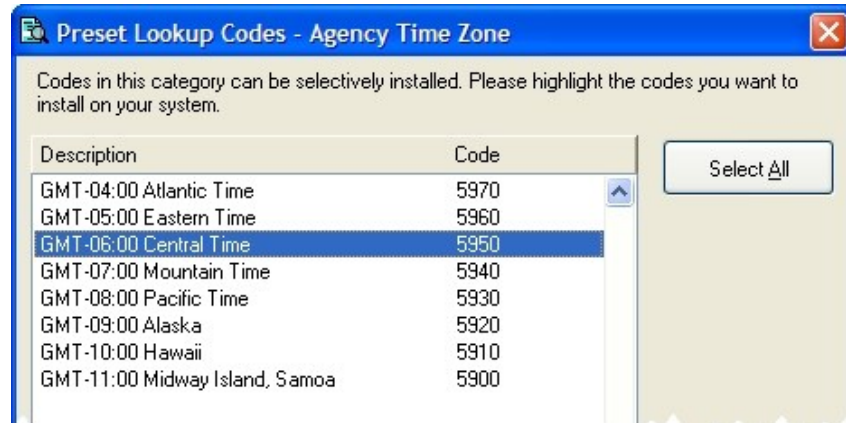 Preset Lookup Codes - Agency Time Zone
Codes in this category can be selectively installed. Please highlight the codes you want to
install on your system.
Description Code
Select All
GMT-04:00 Atlantic Time 5970
GMT-05:00 Eastern Time 5960
GMT-06:00 Central Time 5950
GMT-07:00 Mountain Time 5940
GMT-08:00 Pacific Time 5930
GMT-09:00 Alaska 5920
GMT-10:00 Hawaii 5910
GMT-11:00 Midway Island, Samoa 5900